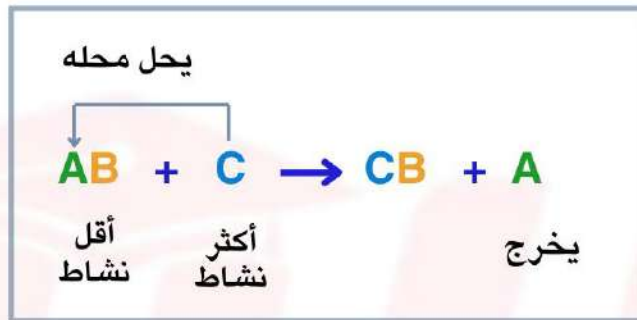 يحل محله
AB + C → CB + A
أقل نشاط
أكثر نشاط
يخرج